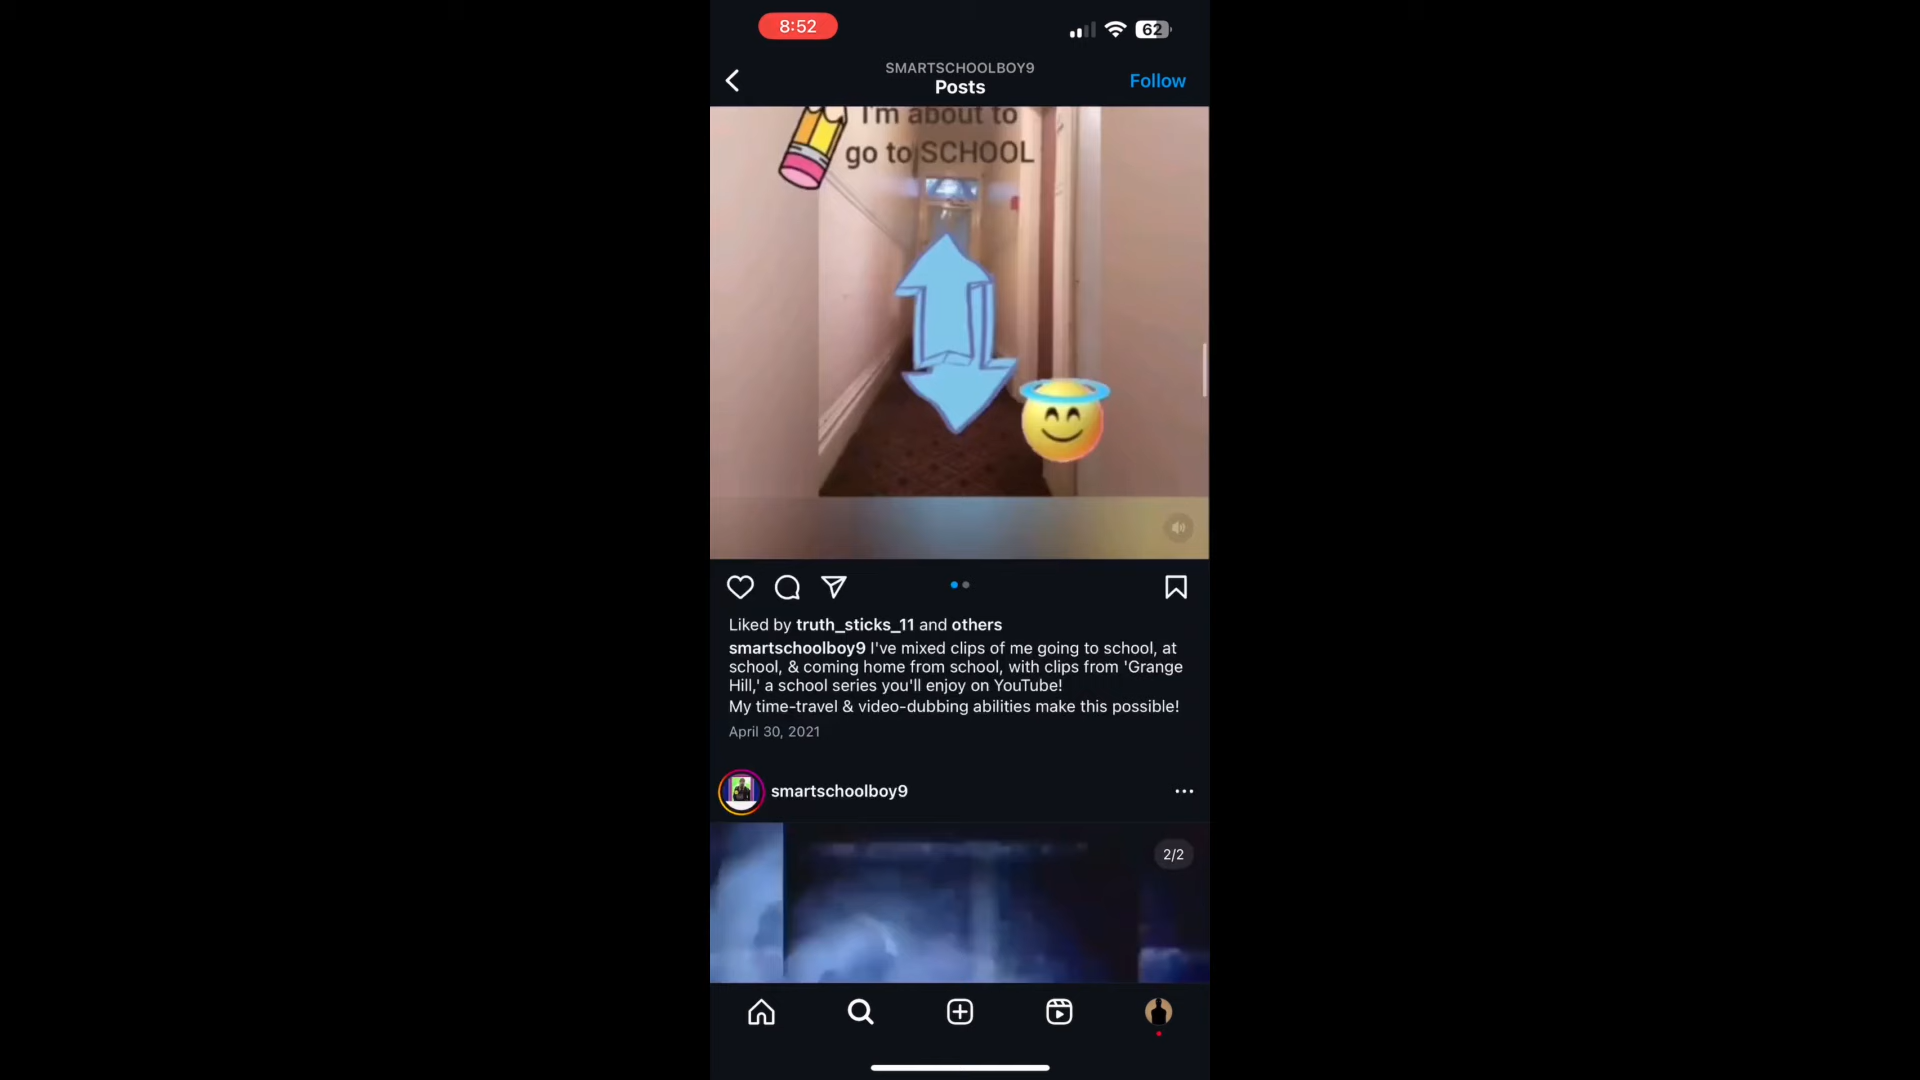 8:52
62
SMARTSCHOOLBOY9
Posts
Follow
I'm about to
go to SCHOOL
Liked by truth_sticks_11 and others
smartschoolboy9 I've mixed clips of me going to school, at
school, & coming home from school, with clips from 'Grange
Hill,' a school series you'll enjoy on YouTube!
My time-travel & video-dubbing abilities make this possible!
April 30, 2021
smartschoolboy9
2/2